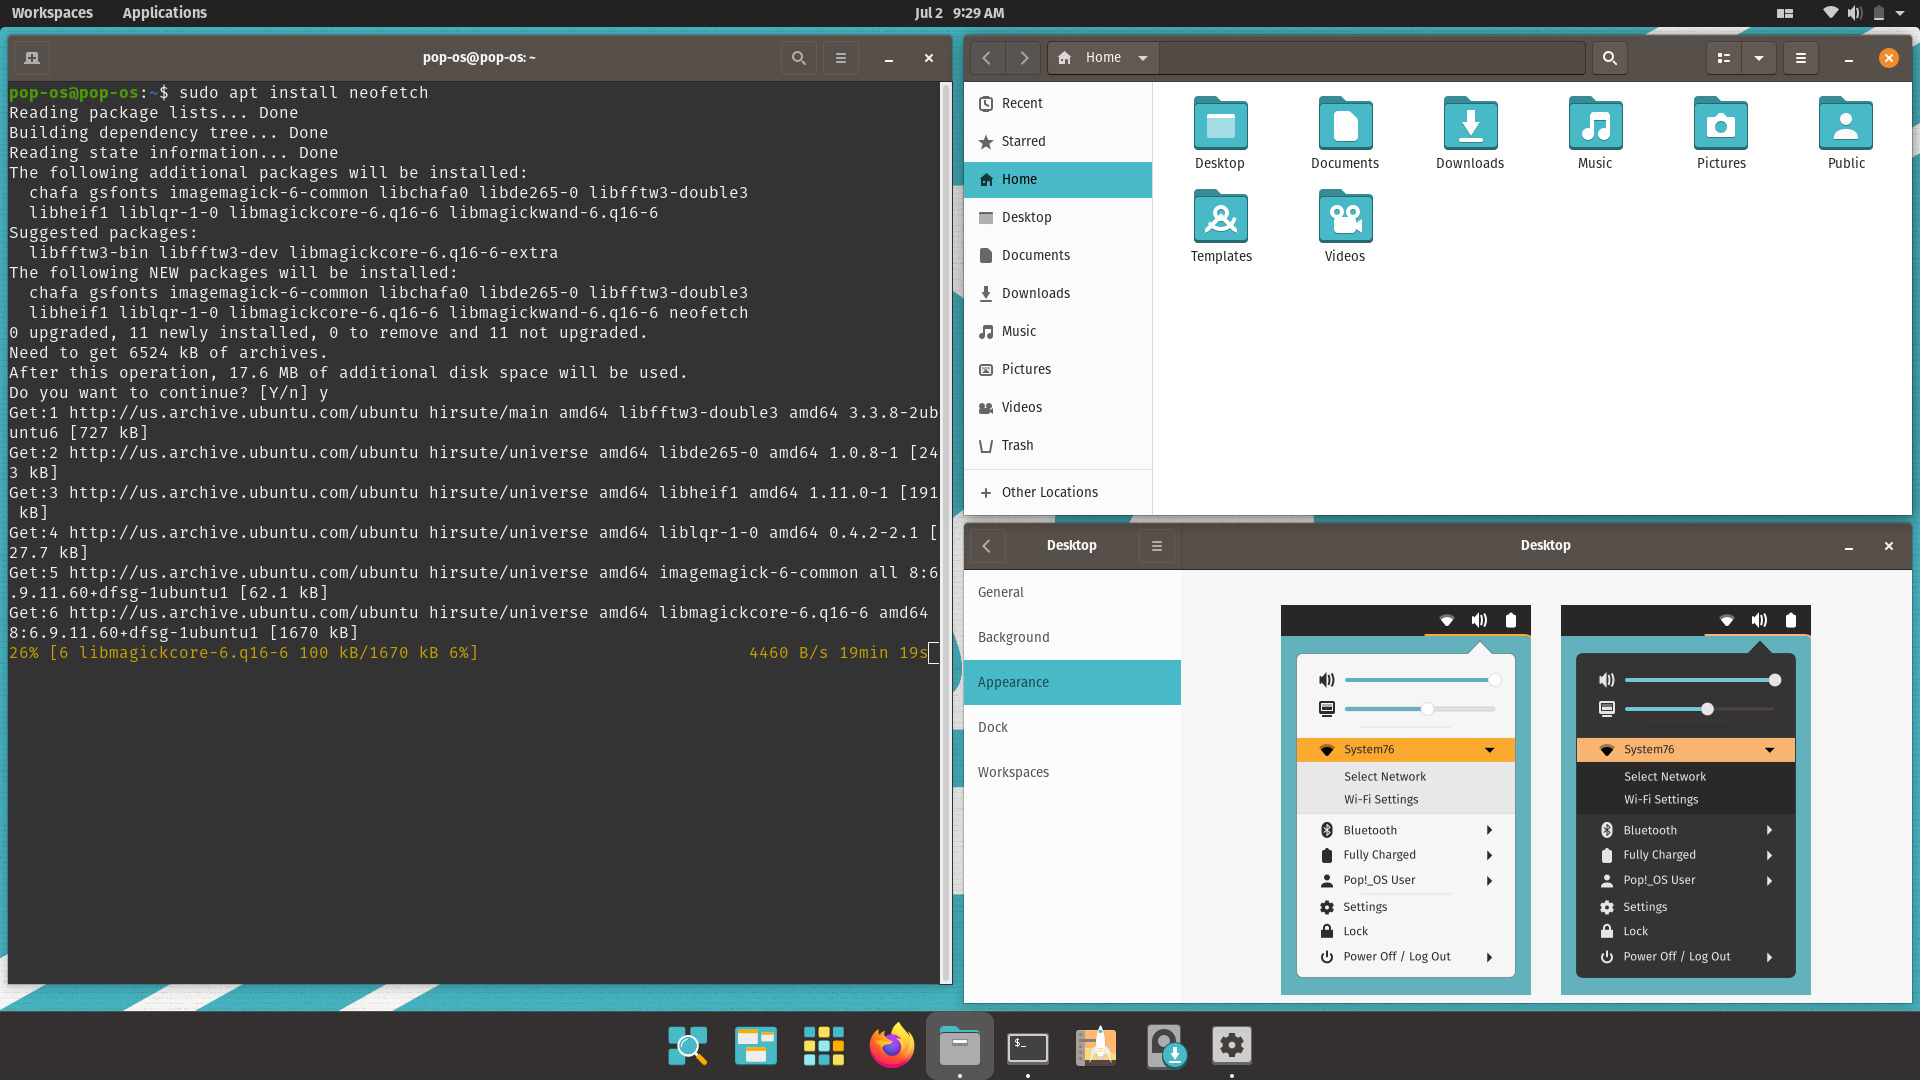 Workspaces
Applications
Jul 2 9:29 AM
pop-os@pop-os: ~
pop-os@pop-os:~$ sudo apt install neofetch
Reading package lists... Done
Building dependency tree... Done
Reading state information... Done
The following additional packages will be installed:
  chafa gsfonts imagemagick-6-common libchafa0 libde265-0 libfftw3-double3
  libheif1 liblqr-1-0 libmagickcore-6.q16-6 libmagickwand-6.q16-6
Suggested packages:
  libfftw3-bin libfftw3-dev libmagickcore-6.q16-6-extra
The following NEW packages will be installed:
  chafa gsfonts imagemagick-6-common libchafa0 libde265-0 libfftw3-double3
  libheif1 liblqr-1-0 libmagickcore-6.q16-6 libmagickwand-6.q16-6 neofetch
0 upgraded, 11 newly installed, 0 to remove and 11 not upgraded.
Need to get 6524 kB of archives.
After this operation, 17.6 MB of additional disk space will be used.
Do you want to continue? [Y/n] y
Get:1 http://us.archive.ubuntu.com/ubuntu hirsute/main amd64 libfftw3-double3 amd64 3.3.8-2ub
untu6 [727 kB]
Get:2 http://us.archive.ubuntu.com/ubuntu hirsute/universe amd64 libde265-0 amd64 1.0.8-1 [24
3 kB]
Get:3 http://us.archive.ubuntu.com/ubuntu hirsute/universe amd64 libheif1 amd64 1.11.0-1 [191
 kB]
Get:4 http://us.archive.ubuntu.com/ubuntu hirsute/universe amd64 liblqr-1-0 amd64 0.4.2-2.1 [
27.7 kB]
Get:5 http://us.archive.ubuntu.com/ubuntu hirsute/universe amd64 imagemagick-6-common all 8:6
.9.11.60+dfsg-1ubuntu1 [62.1 kB]
Get:6 http://us.archive.ubuntu.com/ubuntu hirsute/universe amd64 libmagickcore-6.q16-6 amd64
8:6.9.11.60+dfsg-1ubuntu1 [1670 kB]
26% [6 libmagickcore-6.q16-6 100 kB/1670 kB 6%] 4460 B/s 19min 19s
Home
Recent
Starred
Home
Desktop
Documents
Downloads
Music
Pictures
Videos
Trash
Other Locations
Desktop
Documents
Downloads
Music
Pictures
Public
Templates
Videos
Desktop
Desktop
General
Background
Appearance
Dock
Workspaces
System76
Select Network
Wi-Fi Settings
Bluetooth
Fully Charged
Pop!_OS User
Settings
Lock
Power Off / Log Out
System76
Select Network
Wi-Fi Settings
Bluetooth
Fully Charged
Pop!_OS User
Settings
Lock
Power Off / Log Out
$_